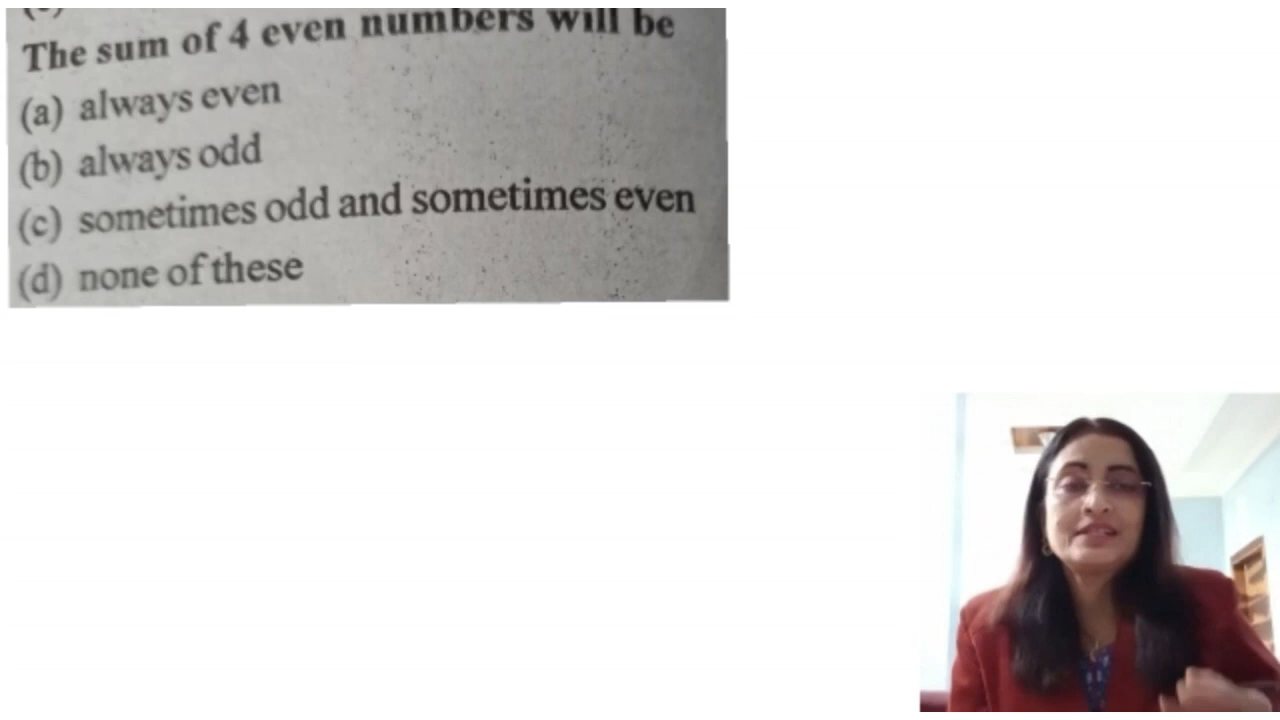 The sum of 4 even numbers will be
(a) always even
(b) always odd
(c) sometimes odd and sometimes even
(d) none of these